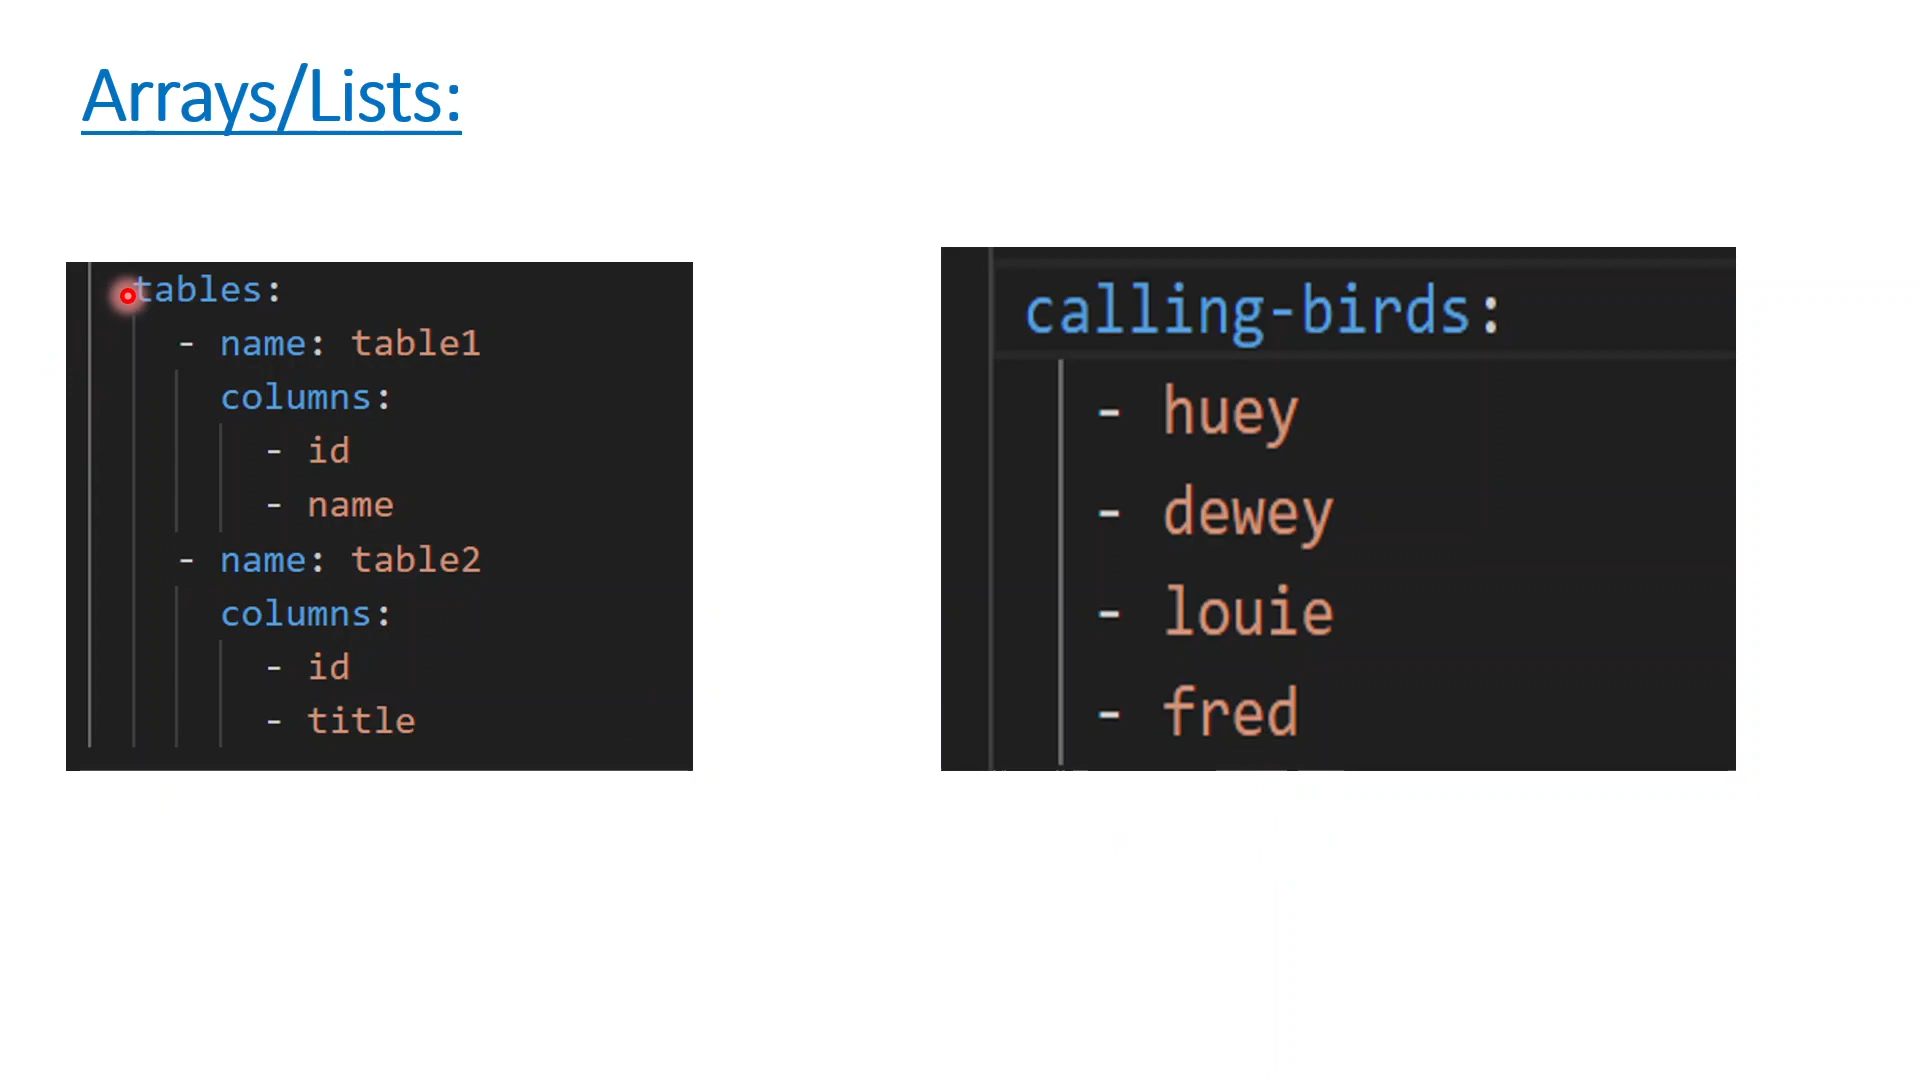 Arrays/Lists:
tables:
- name: table1
columns:
- id
- name
- name: table2
columns:
- id
- title
calling-birds:
- huey
- dewey
- louie
- fred